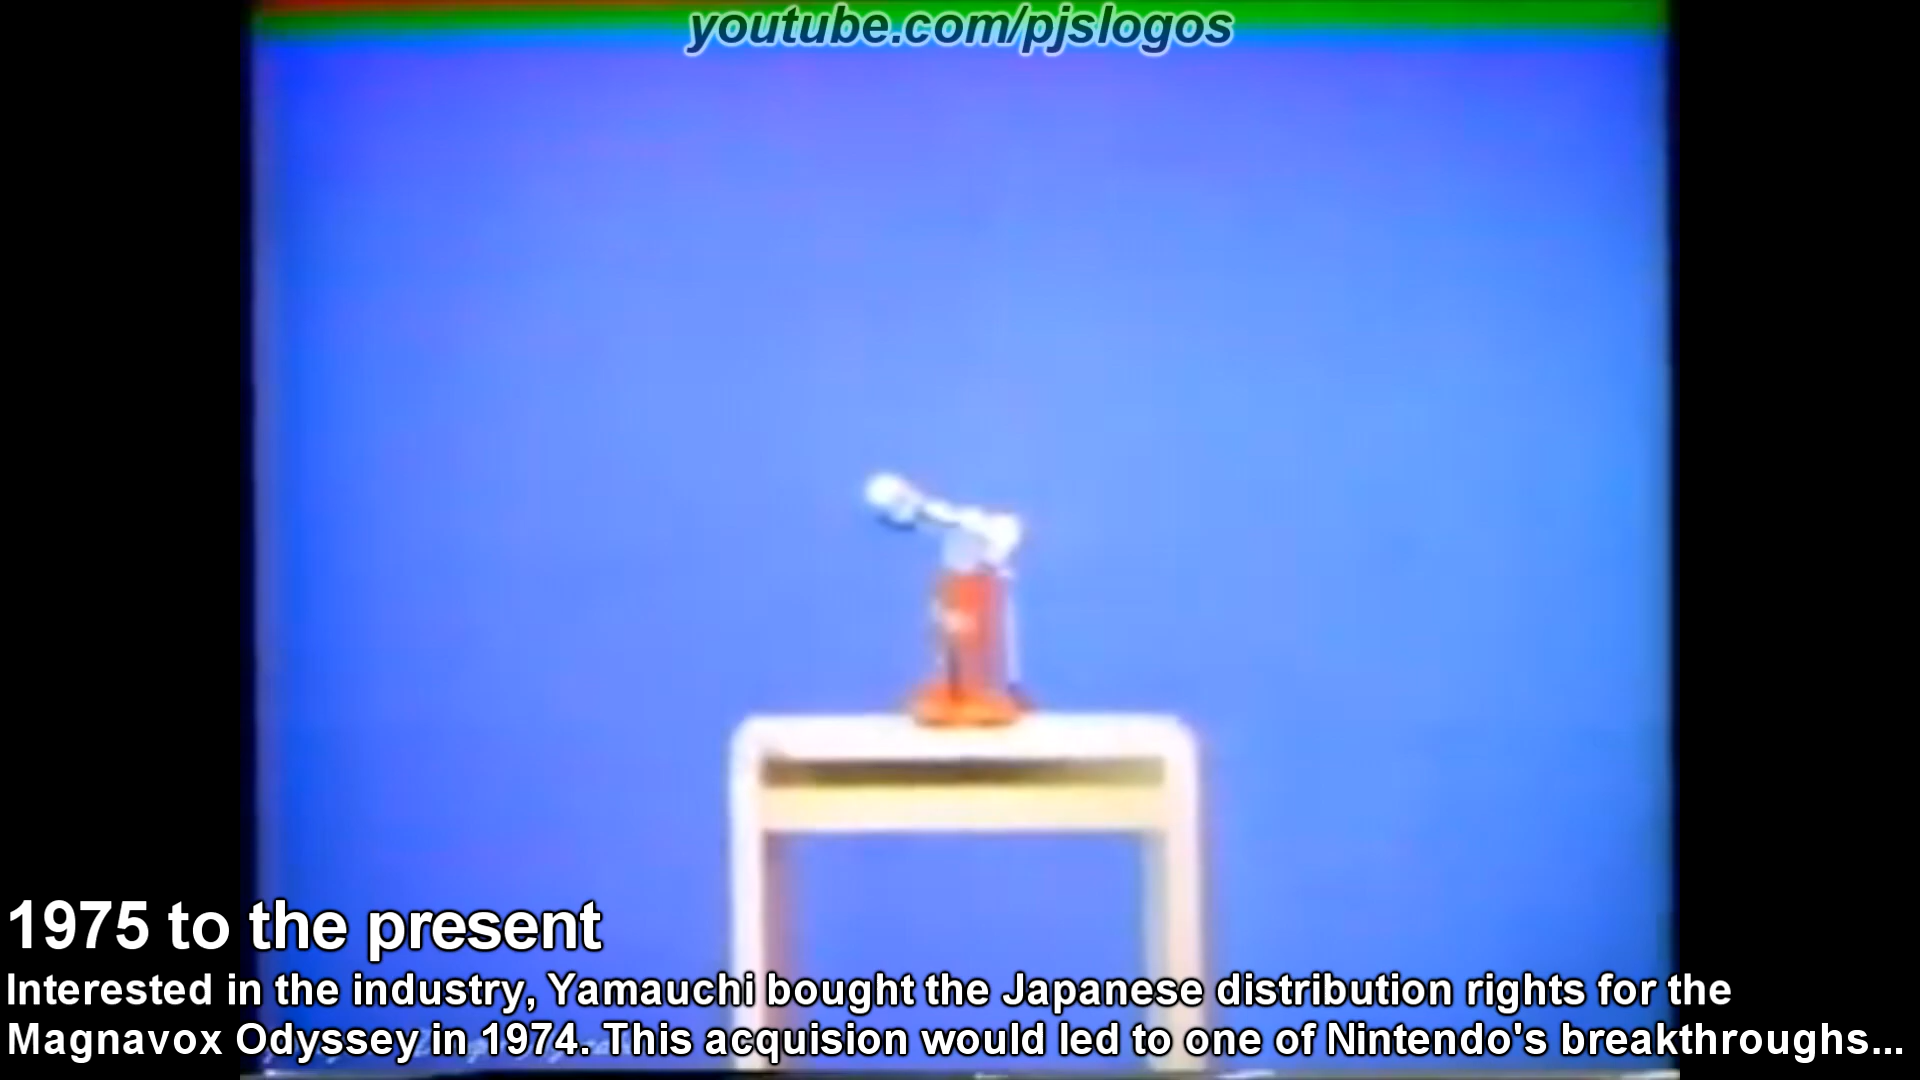 youtube.com/pjslogos
1975 to the present
Interested in the industry, Yamauchi bought the Japanese distribution rights for the
Magnavox Odyssey in 1974. This acquision would led to one of Nintendo's breakthroughs...